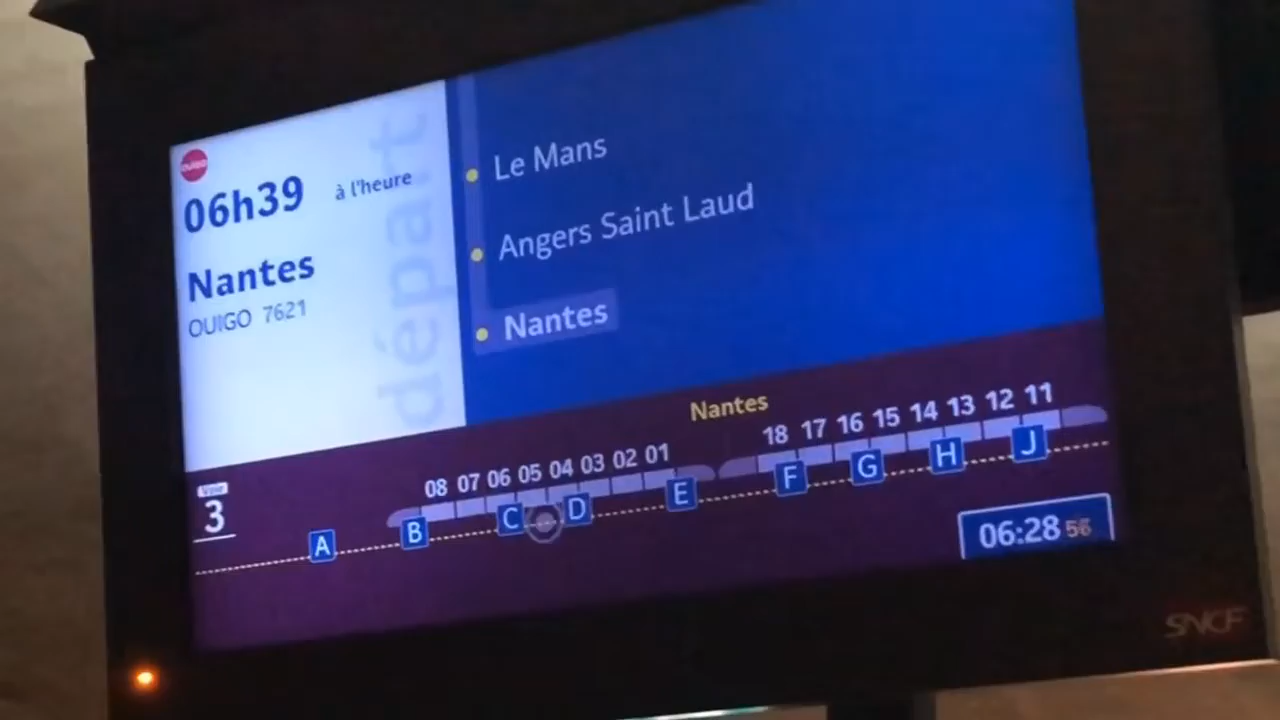 OUIGO
06h39 à l'heure
Nantes
OUIGO 7621
départ
Le Mans
Angers Saint Laud
Nantes
Nantes
08 07 06 05 04 03 02 01 18 17 16 15 14 13 12 11
Voie
3
A B C D E F G H J
06:28 56
SNCF